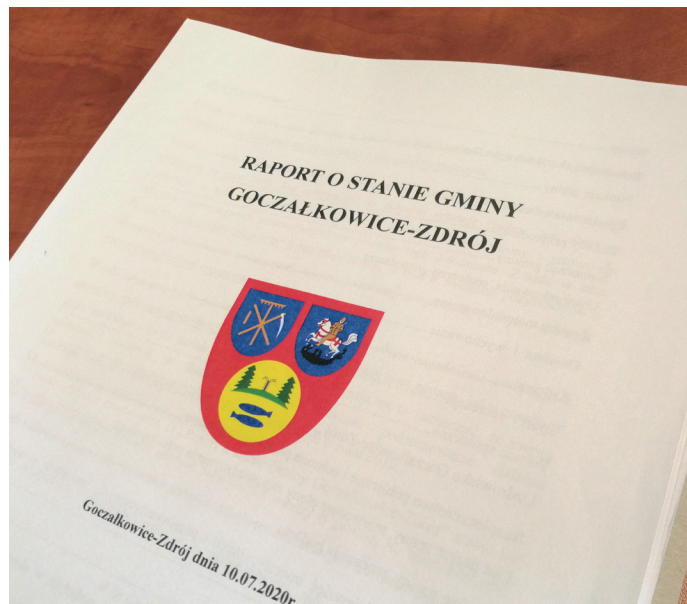 RAPORT O STANIE GMINY
GOCZAŁKOWICE-ZDRÓJ
Goczałkowice-Zdrój dnia 10.07.2020r